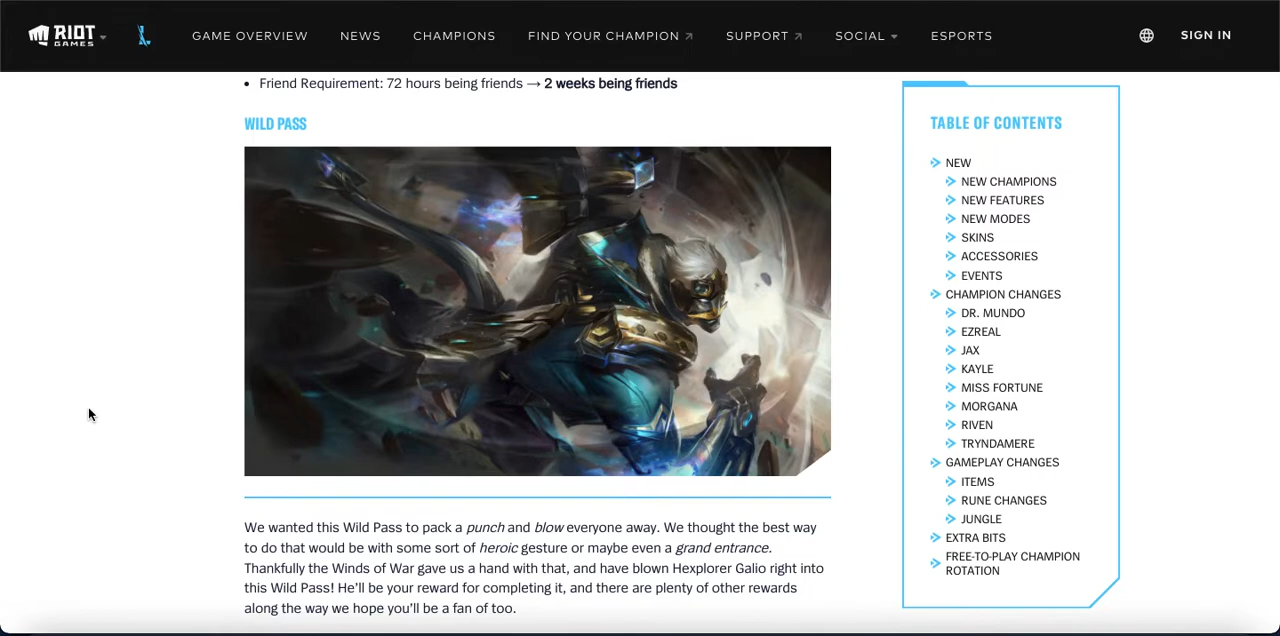 RIOT GAMES
GAME OVERVIEW
NEWS
CHAMPIONS
FIND YOUR CHAMPION
SUPPORT
SOCIAL
ESPORTS
SIGN IN
• Friend Requirement: 72 hours being friends → 2 weeks being friends
WILD PASS
We wanted this Wild Pass to pack a punch and blow everyone away. We thought the best way
to do that would be with some sort of heroic gesture or maybe even a grand entrance.
Thankfully the Winds of War gave us a hand with that, and have blown Hexplorer Galio right into
this Wild Pass! He’ll be your reward for completing it, and there are plenty of other rewards
along the way we hope you’ll be a fan of too.
TABLE OF CONTENTS
NEW
NEW CHAMPIONS
NEW FEATURES
NEW MODES
SKINS
ACCESSORIES
EVENTS
CHAMPION CHANGES
DR. MUNDO
EZREAL
JAX
KAYLE
MISS FORTUNE
MORGANA
RIVEN
TRYNDAMERE
GAMEPLAY CHANGES
ITEMS
RUNE CHANGES
JUNGLE
EXTRA BITS
FREE-TO-PLAY CHAMPION
ROTATION